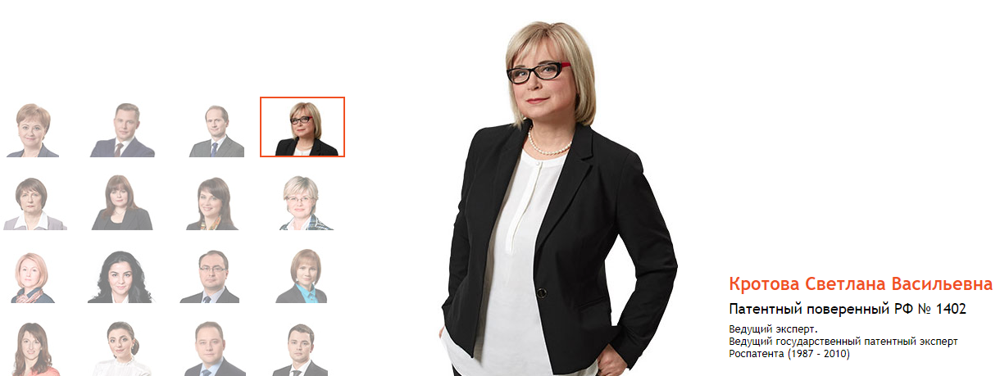 Кротова Светлана Васильевна
Патентный поверенный РФ № 1402
Ведущий эксперт.
Ведущий государственный патентный эксперт
Роспатента (1987 - 2010)